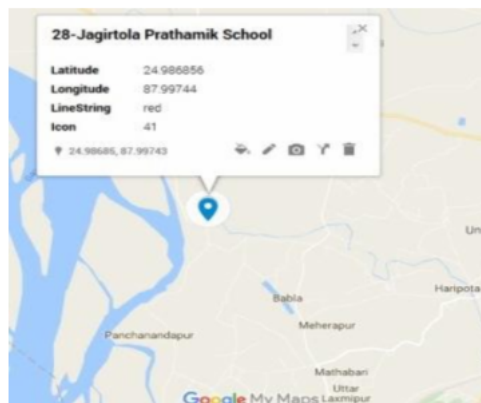 28-Jagirtola Prathamik School
Latitude 24.986856
Longitude 87.99744
LineString red
Icon 41
24.98685, 87.99743
Un
Haripota
Babla
Meherapur
Panchanandapur
Mathabari
Uttar
Laxmipur
Google My Maps